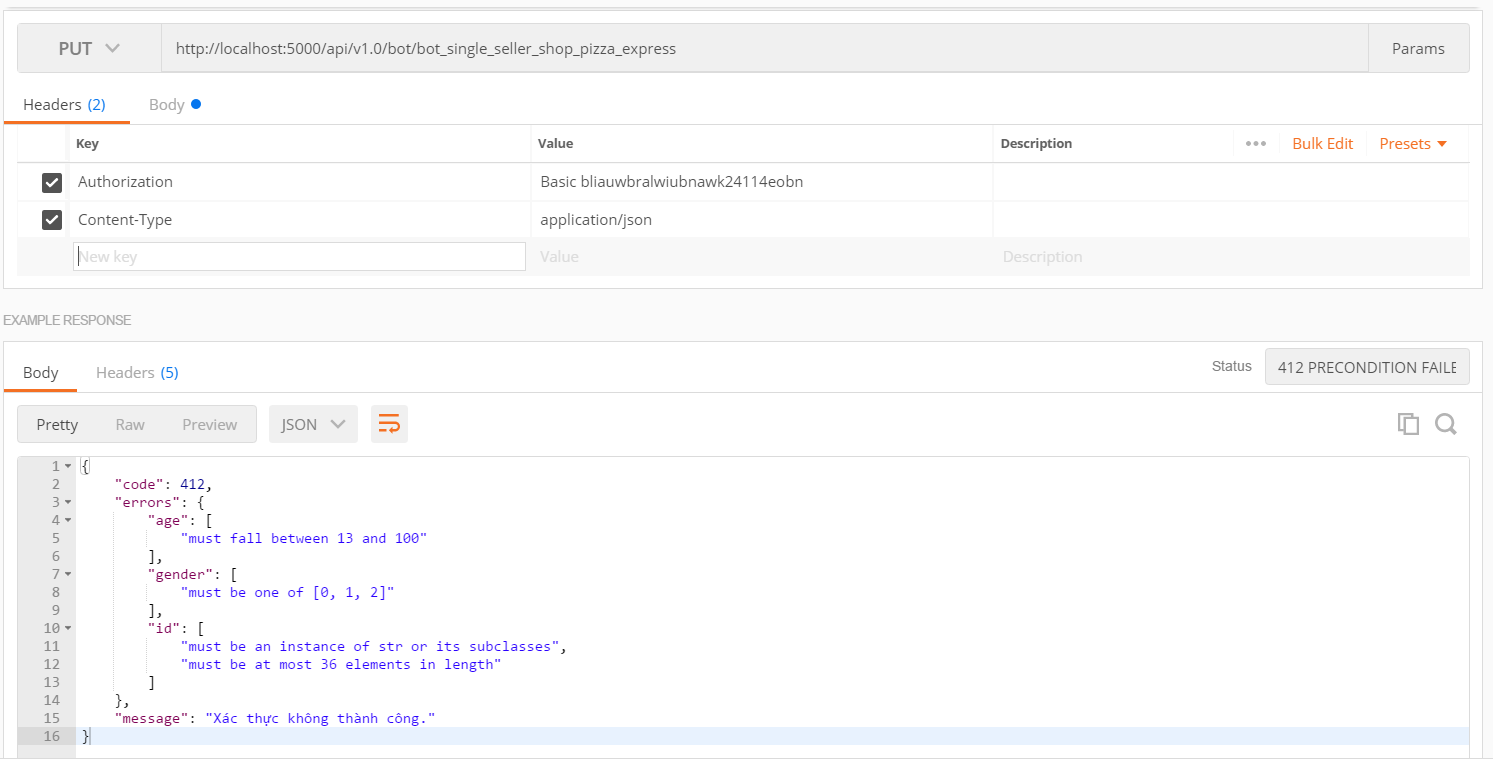 PUT http://localhost:5000/api/v1.0/bot/bot_single_seller_shop_pizza_express Params
Headers (2) Body
Key Value Description ••• Bulk Edit Presets
Authorization Basic bliauwbralwiubnawk24114eobn
Content-Type application/json
New key Value Description
EXAMPLE RESPONSE
Body Headers (5) Status 412 PRECONDITION FAILE
Pretty Raw Preview JSON
1 {
2 "code": 412,
3 "errors": {
4 "age": [
5 "must fall between 13 and 100"
6 ],
7 "gender": [
8 "must be one of [0, 1, 2]"
9 ],
10 "id": [
11 "must be an instance of str or its subclasses",
12 "must be at most 36 elements in length"
13 ]
14 },
15 "message": "Xác thực không thành công."
16 }